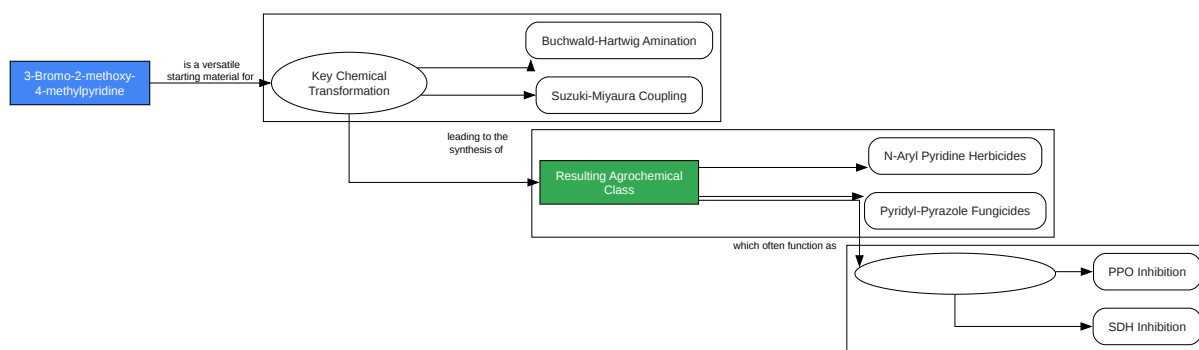 3-Bromo-2-methoxy-
4-methylpyridine
is a versatile
starting material for
Key Chemical
Transformation
Buchwald-Hartwig Amination
Suzuki-Miyaura Coupling
leading to the
synthesis of
Resulting Agrochemical
Class
N-Aryl Pyridine Herbicides
Pyridyl-Pyrazole Fungicides
which often function as
PPO Inhibition
SDH Inhibition